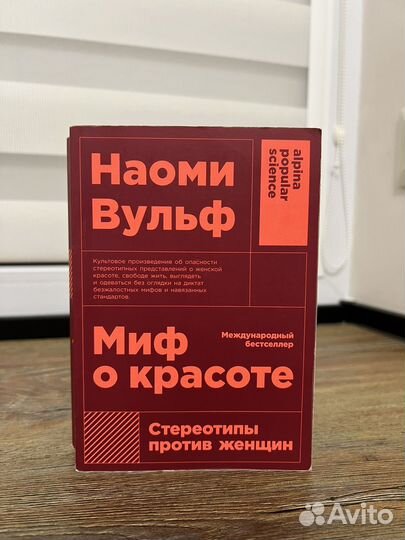 Наоми
Вульф
alpina
popular
science
Культовое произведение об опасности
стереотипных представлений о женской
красоте, свободе жить, выглядеть
и одеваться без оглядки на диктат
безжалостных мифов и навязанных
стандартов.
Международный
бестселлер
Миф
о красоте
Стереотипы
против женщин
Avito